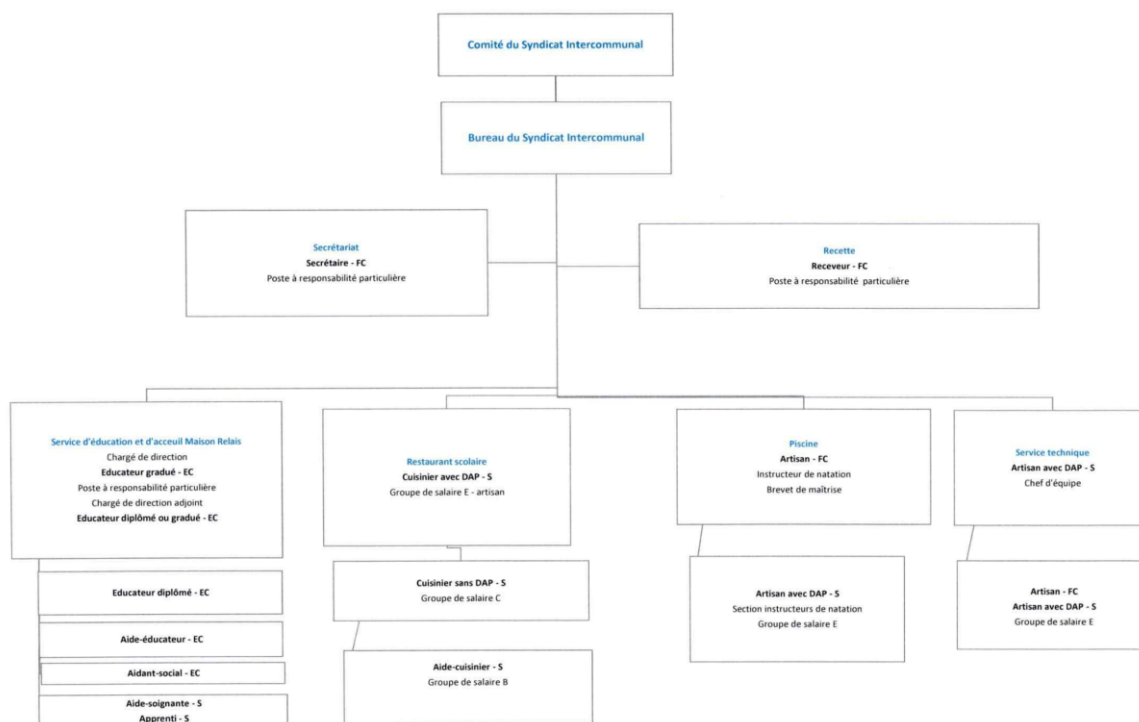 Comité du Syndicat Intercommunal
Bureau du Syndicat Intercommunal
Secrétariat
Secrétaire - FC
Poste à responsabilité particulière
Recette
Receveur - FC
Poste à responsabilité particulière
Service d'éducation et d'acceuil Maison Relais
Chargé de direction
Educateur gradué - EC
Poste à responsabilité particulière
Chargé de direction adjoint
Educateur diplômé ou gradué - EC
Educateur diplômé - EC
Aide-éducateur - EC
Aidant-social - EC
Aide-soignante - S
Apprenti - S
Restaurant scolaire
Cuisinier avec DAP - S
Groupe de salaire E - artisan
Cuisinier sans DAP - S
Groupe de salaire C
Aide-cuisinier - S
Groupe de salaire B
Piscine
Artisan - FC
Instructeur de natation
Brevet de maîtrise
Artisan avec DAP - S
Section instructeurs de natation
Groupe de salaire E
Service technique
Artisan avec DAP - S
Chef d'équipe
Artisan - FC
Artisan avec DAP - S
Groupe de salaire E